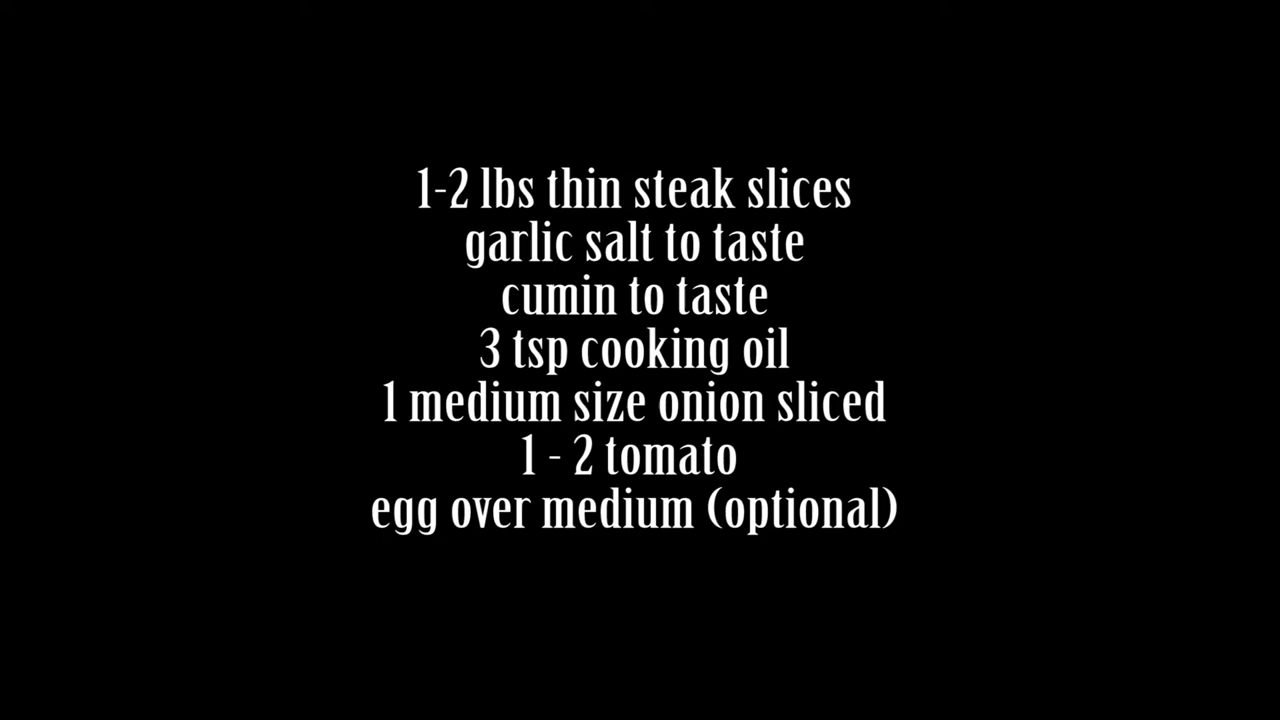 1-2 lbs thin steak slices
garlic salt to taste
cumin to taste
3 tsp cooking oil
1 medium size onion sliced
1 - 2 tomato
egg over medium (optional)